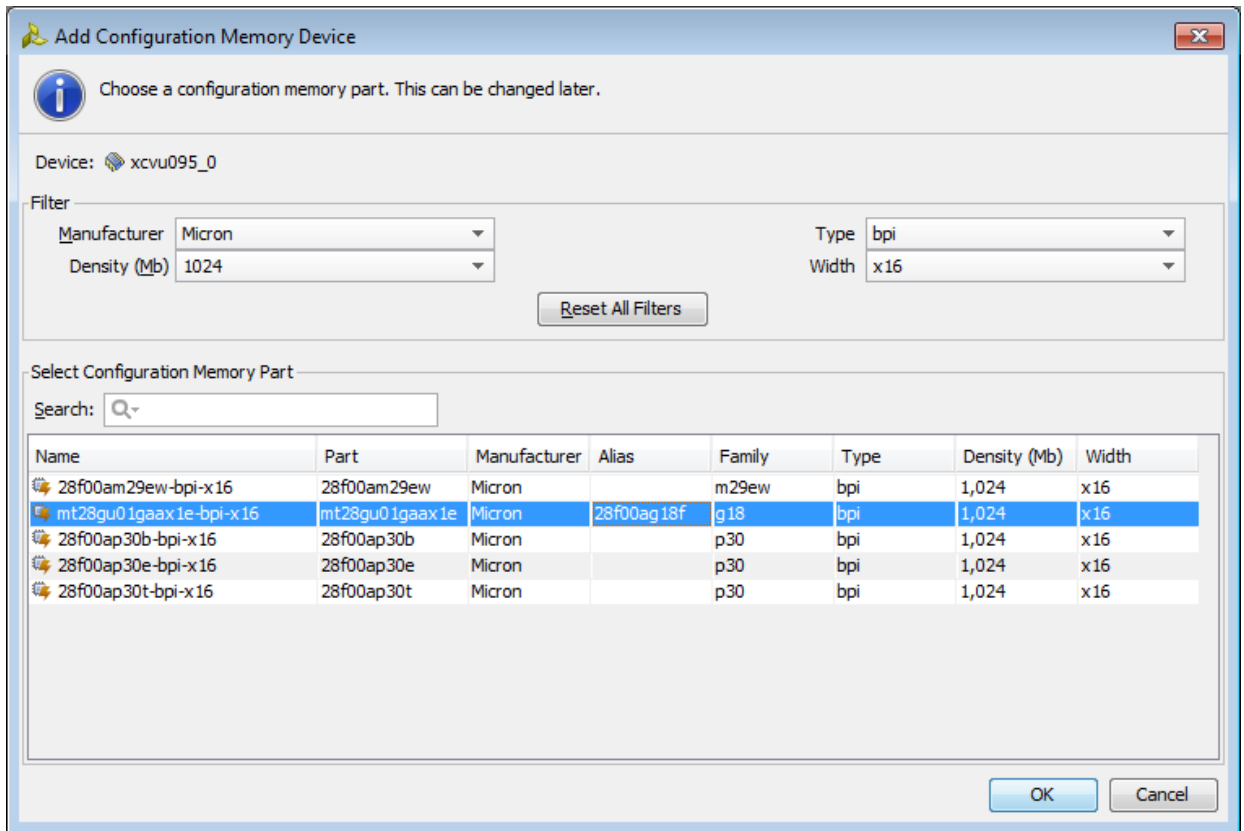 Add Configuration Memory Device
Choose a configuration memory part. This can be changed later.
Device: xcvu095_0
Filter
Manufacturer Micron Type bpi
Density (Mb) 1024 Width x16
Reset All Filters
Select Configuration Memory Part
Search:
Name Part Manufacturer Alias Family Type Density (Mb) Width
28f00am29ew-bpi-x16 28f00am29ew Micron m29ew bpi 1,024 x16
mt28gu01gaax1e-bpi-x16 mt28gu01gaax1e Micron 28f00ag18f g18 bpi 1,024 x16
28f00ap30b-bpi-x16 28f00ap30b Micron p30 bpi 1,024 x16
28f00ap30e-bpi-x16 28f00ap30e Micron p30 bpi 1,024 x16
28f00ap30t-bpi-x16 28f00ap30t Micron p30 bpi 1,024 x16
OK Cancel